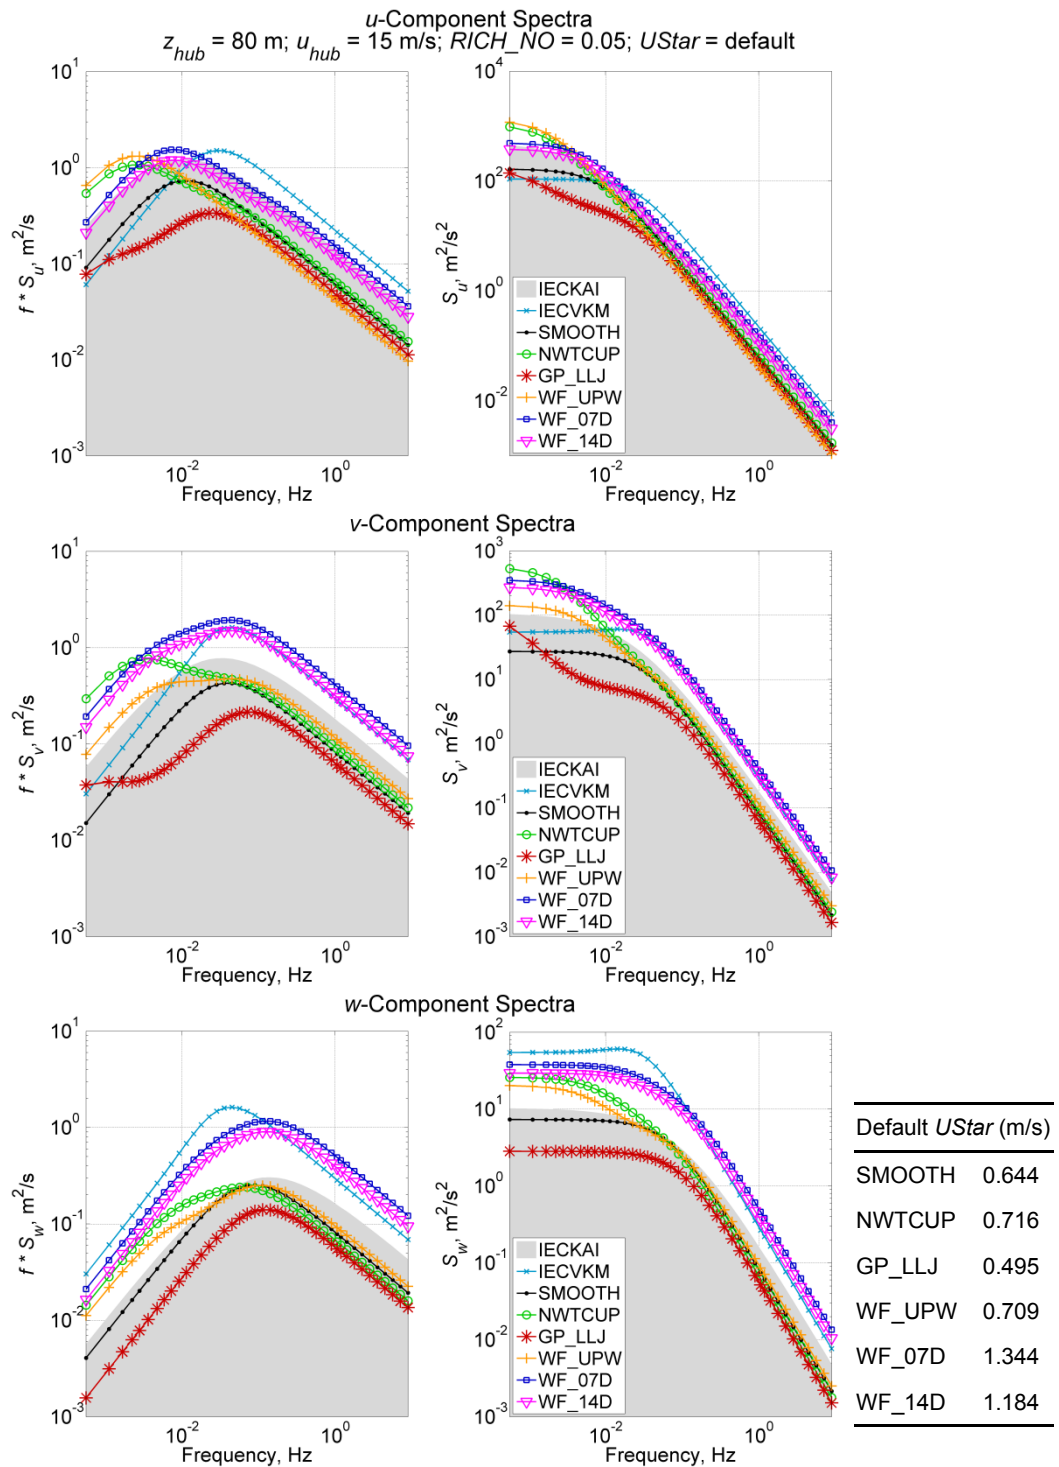 u-Component Spectra
z_hub = 80 m; u_hub = 15 m/s; RICH_NO = 0.05; UStar = default
10^1
10^0
10^-1
10^-2
10^-3
f * S_u, m^2/s
10^-2
10^0
Frequency, Hz
10^4
10^2
10^0
10^-2
S_u, m^2/s^2
IECKAI
IECVKM
SMOOTH
NWTCUP
GP_LLJ
WF_UPW
WF_07D
WF_14D
10^-2
10^0
Frequency, Hz
v-Component Spectra
10^1
10^0
10^-1
10^-2
10^-3
f * S_v, m^2/s
10^-2
10^0
Frequency, Hz
10^3
10^2
10^1
10^0
10^-1
10^-2
10^-3
S_v, m^2/s^2
IECKAI
IECVKM
SMOOTH
NWTCUP
GP_LLJ
WF_UPW
WF_07D
WF_14D
10^-2
10^0
Frequency, Hz
w-Component Spectra
10^1
10^0
10^-1
10^-2
10^-3
f * S_w, m^2/s
10^-2
10^0
Frequency, Hz
10^2
10^1
10^0
10^-1
10^-2
10^-3
S_w, m^2/s^2
IECKAI
IECVKM
SMOOTH
NWTCUP
GP_LLJ
WF_UPW
WF_07D
WF_14D
10^-2
10^0
Frequency, Hz
Default UStar (m/s)
SMOOTH 0.644
NWTCUP 0.716
GP_LLJ 0.495
WF_UPW 0.709
WF_07D 1.344
WF_14D 1.184